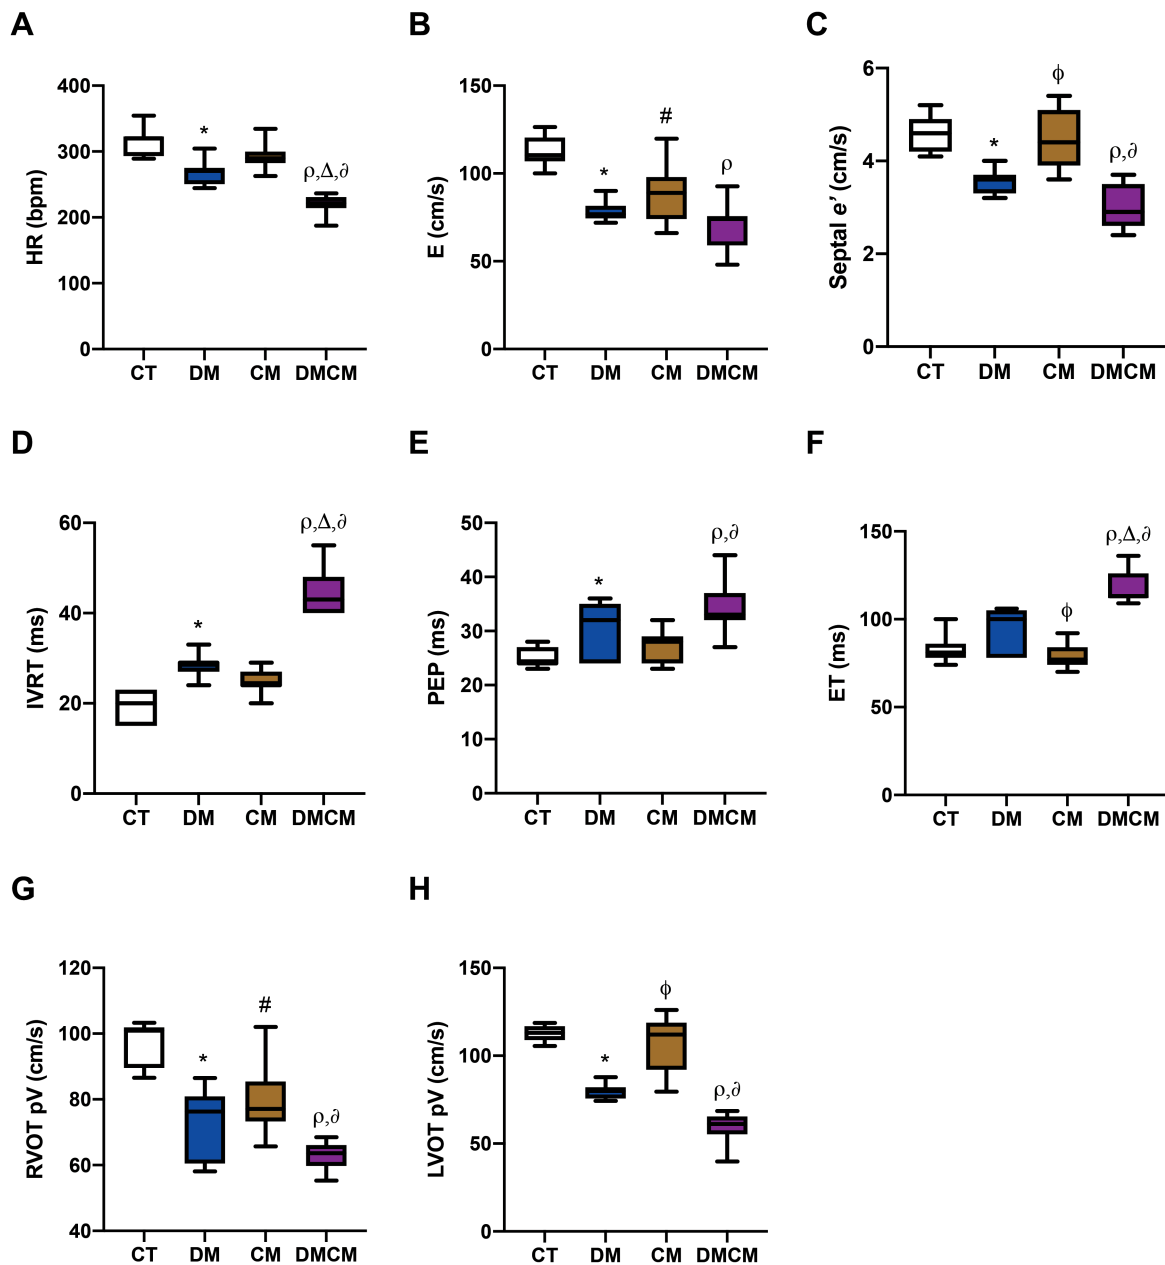 A
HR (bpm)
400
300
200
100
0
*
ρ,Δ,∂
CT DM CM DMCM
B
E (cm/s)
150
100
50
0
*
#
ρ
CT DM CM DMCM
C
Septal e′ (cm/s)
6
4
2
0
*
ϕ
ρ,∂
CT DM CM DMCM
D
IVRT (ms)
60
40
20
0
*
ρ,Δ,∂
CT DM CM DMCM
E
PEP (ms)
50
40
30
20
10
0
*
ρ,∂
CT DM CM DMCM
F
ET (ms)
150
100
50
0
ϕ
ρ,Δ,∂
CT DM CM DMCM
G
RVOT pV (cm/s)
120
100
80
60
40
*
#
ρ,∂
CT DM CM DMCM
H
LVOT pV (cm/s)
150
100
50
0
*
ϕ
ρ,∂
CT DM CM DMCM